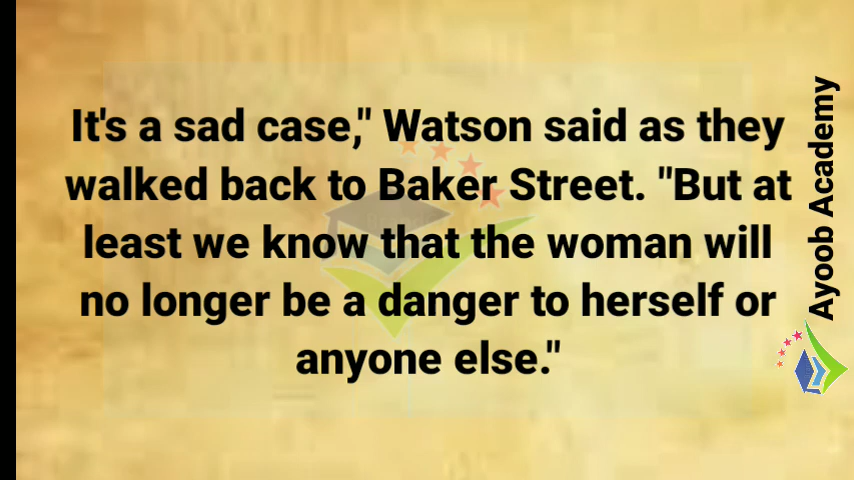 It's a sad case," Watson said as they
walked back to Baker Street. "But at
least we know that the woman will
no longer be a danger to herself or
anyone else."
Ayoob Academy